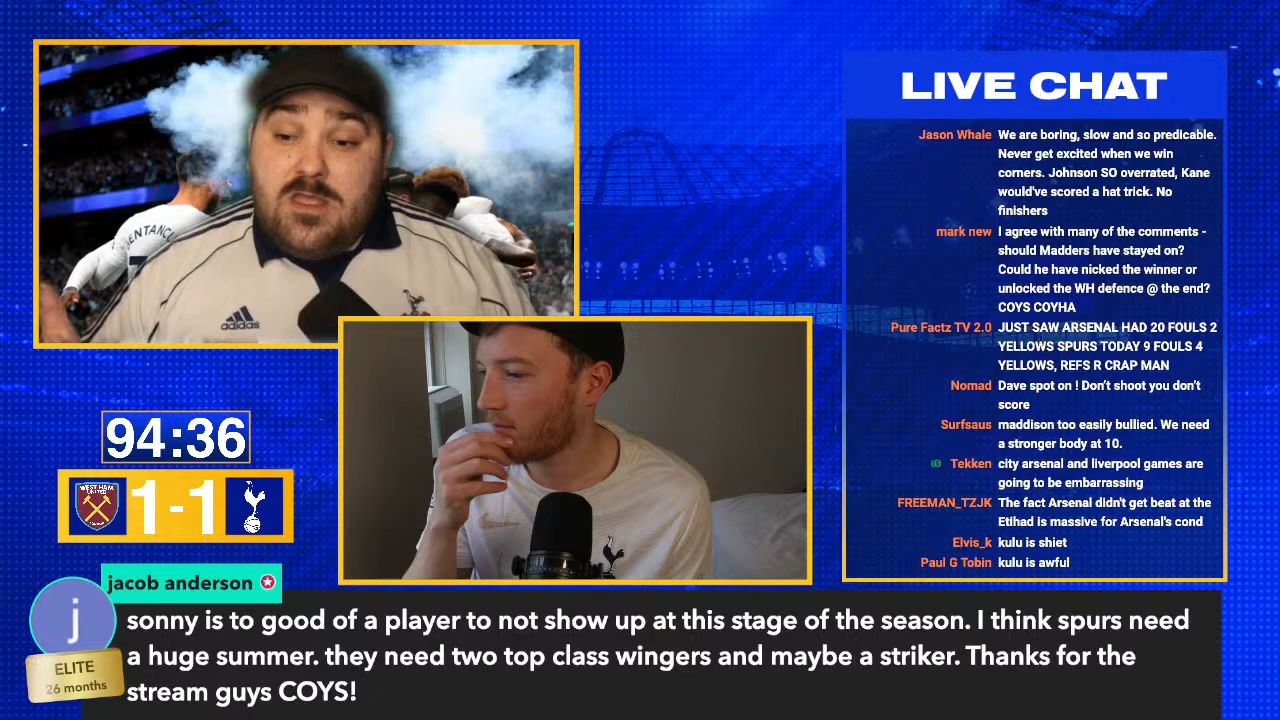 LIVE CHAT
Jason Whale We are boring, slow and so predicable.
Never get excited when we win
corners. Johnson SO overrated, Kane
would've scored a hat trick. No
finishers
mark new I agree with many of the comments -
should Madders have stayed on?
Could he have nicked the winner or
unlocked the WH defence @ the end?
COYS COYHA
Pure Factz TV 2.0 JUST SAW ARSENAL HAD 20 FOULS 2
YELLOWS SPURS TODAY 9 FOULS 4
YELLOWS, REFS R CRAP MAN
Nomad Dave spot on ! Don't shoot you don't
score
Surfsaus maddison too easily bullied. We need
a stronger body at 10.
Tekken city arsenal and liverpool games are
going to be embarrassing
FREEMAN_TZJK The fact Arsenal didn't get beat at the
Etihad is massive for Arsenal's cond
Elvis_k kulu is shiet
Paul G Tobin kulu is awful
ENTANCU
adidas
94:36
WEST HAM
UNITED
1-1
jacob anderson
j
ELITE
26 months
sonny is to good of a player to not show up at this stage of the season. I think spurs need
a huge summer. they need two top class wingers and maybe a striker. Thanks for the
stream guys COYS!